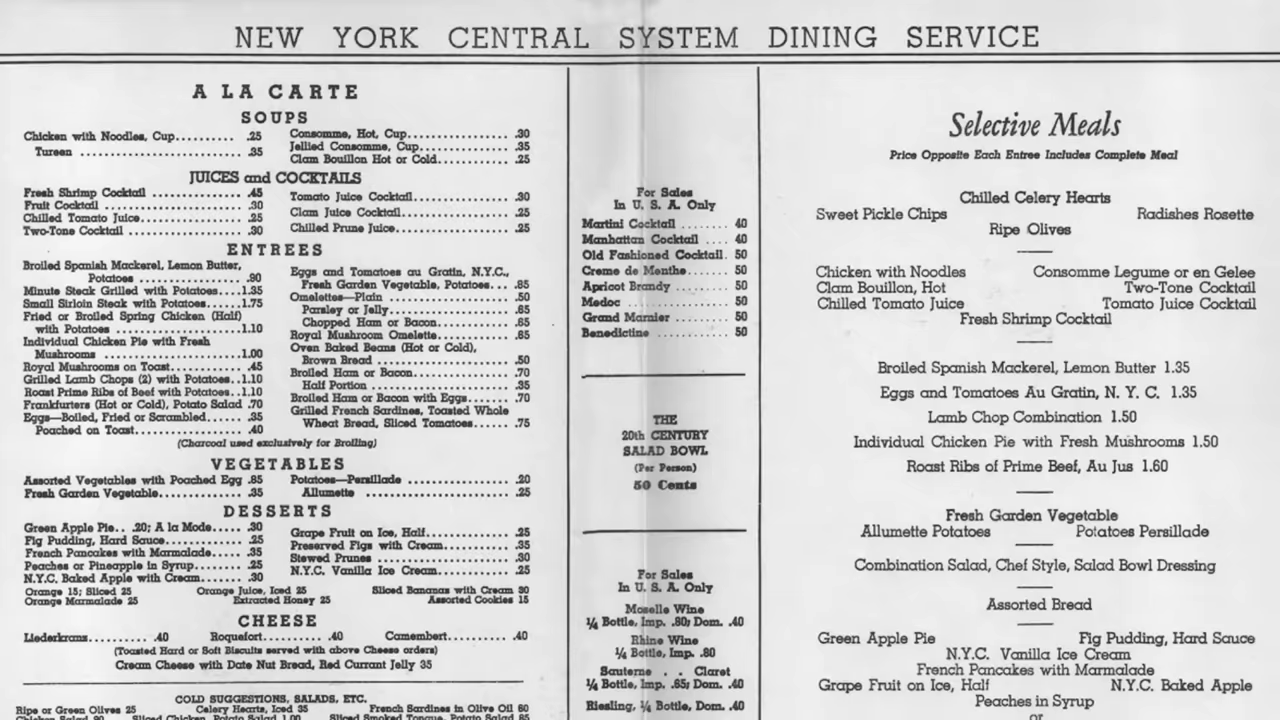 NEW YORK CENTRAL SYSTEM DINING SERVICE
A LA CARTE
SOUPS
Chicken with Noodles, Cup.......... .25
Tureen .................... .35
Consomme, Hot, Cup................ .30
Jellied Consomme, Cup.............. .35
Clam Bouillon Hot or Cold........... .25
JUICES and COCKTAILS
Fresh Shrimp Cocktail .............. .45
Fruit Cocktail ..................... .30
Chilled Tomato Juice............... .25
Two-Tone Cocktail ................. .30
Tomato Juice Cocktail............... .30
Clam Juice Cocktail................. .25
Chilled Prune Juice.................. .25
ENTREES
Broiled Spanish Mackerel, Lemon Butter,
Potatoes .................... .90
Minute Steak Grilled with Potatoes....1.35
Small Sirloin Steak with Potatoes.....1.75
Fried or Broiled Spring Chicken (Half)
with Potatoes ...................1.10
Individual Chicken Pie with Fresh
Mushrooms .....................1.00
Royal Mushrooms on Toast........... .45
Grilled Lamb Chops (2) with Potatoes..1.10
Roast Prime Ribs of Beef with Potatoes..1.10
Frankfurters (Hot or Cold), Potato Salad .70
Eggs—Boiled, Fried or Scrambled..... .35
Poached on Toast................ .40
Eggs and Tomatoes au Gratin, N.Y.C.,
Fresh Garden Vegetable, Potatoes... .85
Omelettes—Plain .................... .50
Parsley or Jelly.................. .65
Chopped Ham or Bacon........... .65
Royal Mushroom Omelette........... .65
Oven Baked Beans (Hot or Cold),
Brown Bread ..................... .50
Broiled Ham or Bacon............... .70
Half Portion ..................... .35
Broiled Ham or Bacon with Eggs..... .70
Grilled French Sardines, Toasted Whole
Wheat Bread, Sliced Tomatoes...... .75
(Charcoal used exclusively for Broiling)
VEGETABLES
Assorted Vegetables with Poached Egg .85
Fresh Garden Vegetable.............. .35
Potatoes—Persillade ................ .20
Allumette ....................... .25
DESSERTS
Green Apple Pie.. .20; A la Mode..... .30
Fig Pudding, Hard Sauce............. .25
French Pancakes with Marmalade..... .35
Peaches or Pineapple in Syrup........ .25
N.Y.C. Baked Apple with Cream....... .30
Grape Fruit on Ice, Half.............. .25
Preserved Figs with Cream........... .35
Stewed Prunes ...................... .30
N.Y.C. Vanilla Ice Cream............. .25
Orange 15; Sliced 25 Orange Juice, Iced 25 Sliced Bananas with Cream 30
Orange Marmalade 25 Extracted Honey 25 Assorted Cookies 15
CHEESE
Liederkranz.......... .40 Roquefort.......... .40 Camembert.......... .40
(Toasted Hard or Soft Biscuits served with above Cheese orders)
Cream Cheese with Date Nut Bread, Red Currant Jelly 35
COLD SUGGESTIONS, SALADS, ETC.
Ripe or Green Olives 25 Celery Hearts, Iced 35 French Sardines in Olive Oil 60
Sliced Chicken, Potato Salad 1.00 Sliced Smoked Tongue, Potato Salad 85
For Sales
In U. S. A. Only
Martini Cocktail ........ 40
Manhattan Cocktail .... 40
Old Fashioned Cocktail. 50
Creme de Menthe....... 50
Apricot Brandy ........ 50
Medoc ............... 50
Grand Marnier ........ 50
Benedictine ........... 50
THE
20th CENTURY
SALAD BOWL
(Per Person)
50 Cents
For Sales
In U. S. A. Only
Moselle Wine
¼ Bottle, Imp. .80; Dom. .40
Rhine Wine
¼ Bottle, Imp. .80
Sauterne . . Claret
¼ Bottle, Imp. .65; Dom. .40
Riesling, ¼ Bottle, Dom. .40
Selective Meals
Price Opposite Each Entree Includes Complete Meal
Chilled Celery Hearts
Sweet Pickle Chips Radishes Rosette
Ripe Olives
Chicken with Noodles Consomme Legume or en Gelee
Clam Bouillon, Hot Two-Tone Cocktail
Chilled Tomato Juice Tomato Juice Cocktail
Fresh Shrimp Cocktail
Broiled Spanish Mackerel, Lemon Butter 1.35
Eggs and Tomatoes Au Gratin, N. Y. C. 1.35
Lamb Chop Combination 1.50
Individual Chicken Pie with Fresh Mushrooms 1.50
Roast Ribs of Prime Beef, Au Jus 1.60
Fresh Garden Vegetable
Allumette Potatoes Potatoes Persillade
Combination Salad, Chef Style, Salad Bowl Dressing
Assorted Bread
Green Apple Pie Fig Pudding, Hard Sauce
N.Y.C. Vanilla Ice Cream
French Pancakes with Marmalade
Grape Fruit on Ice, Half N.Y.C. Baked Apple
Peaches in Syrup
or